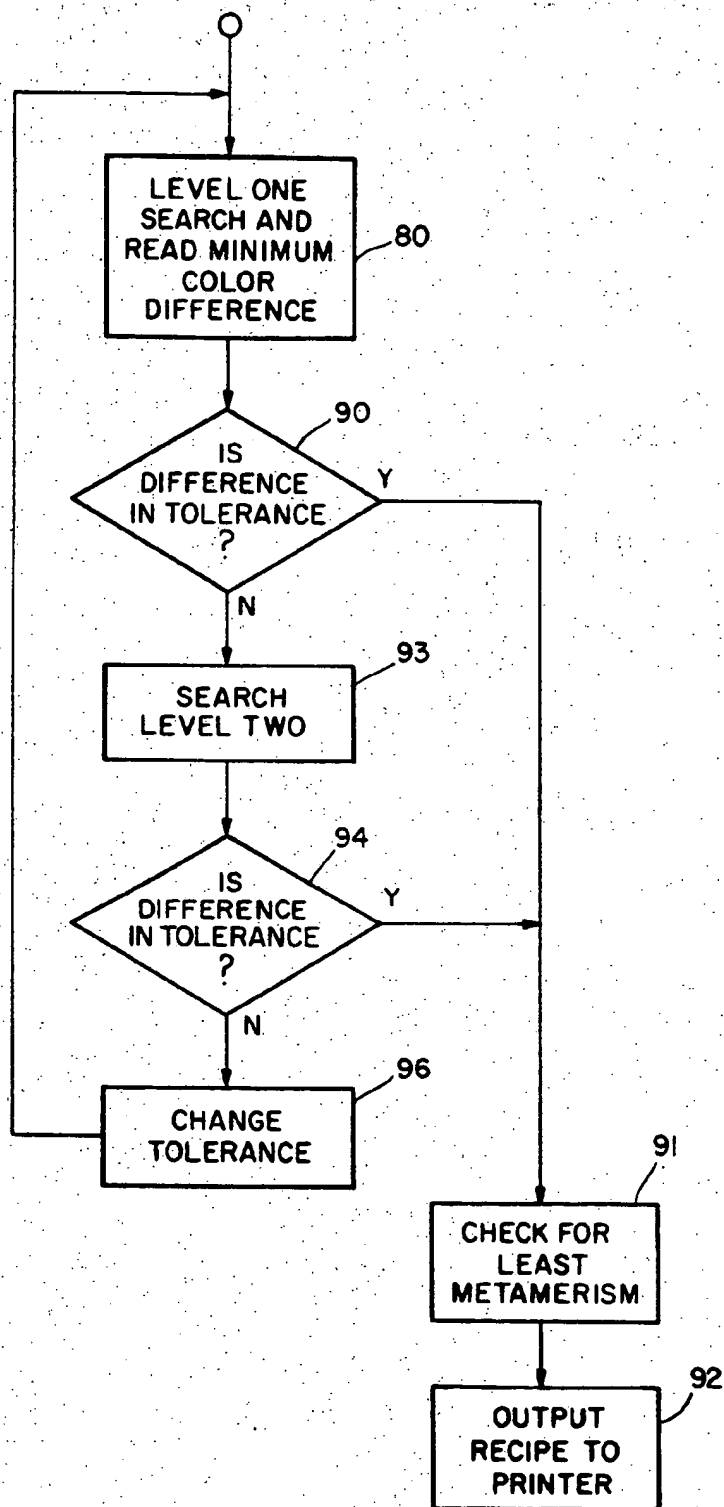 LEVEL ONE
SEARCH AND
READ MINIMUM
COLOR
DIFFERENCE
80
90
IS
DIFFERENCE
IN TOLERANCE
?
Y
N
93
SEARCH
LEVEL TWO
94
IS
DIFFERENCE
IN TOLERANCE
?
Y
N
96
CHANGE
TOLERANCE
91
CHECK FOR
LEAST
METAMERISM
92
OUTPUT
RECIPE TO
PRINTER